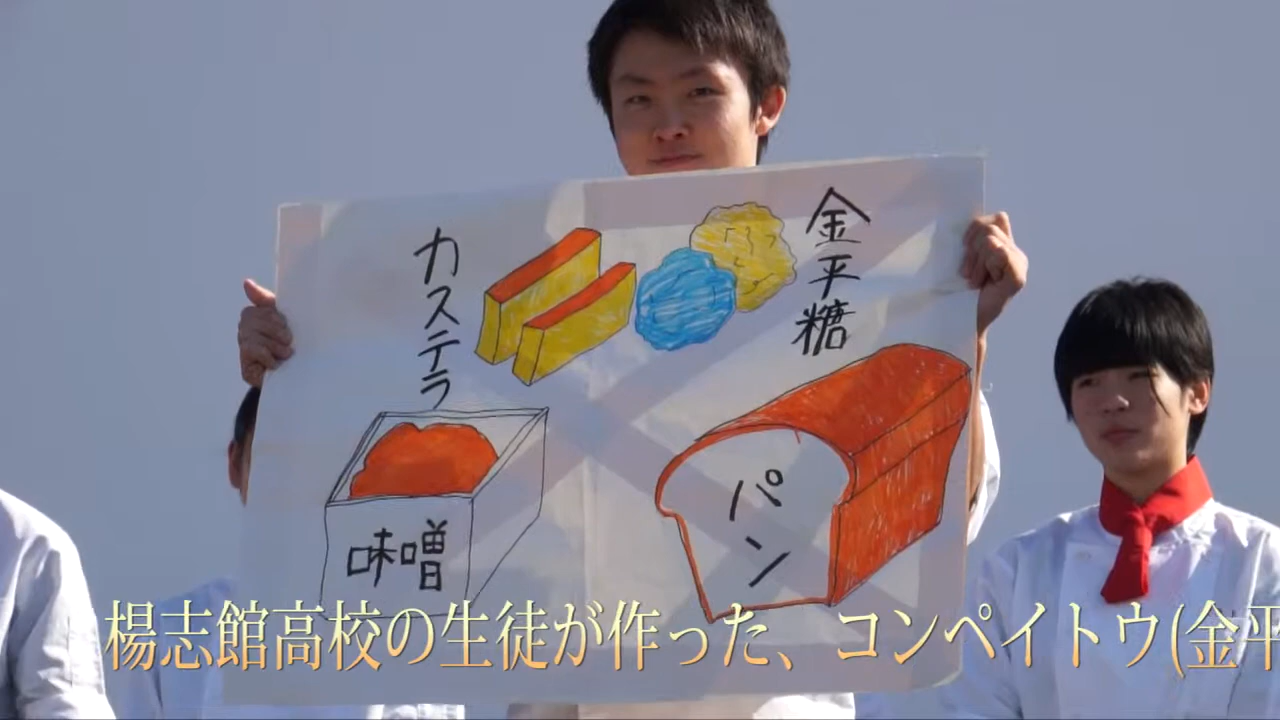 金平糖
カステラ
パン
味噌
楊志館高校の生徒が作った、コンペイトウ(金平